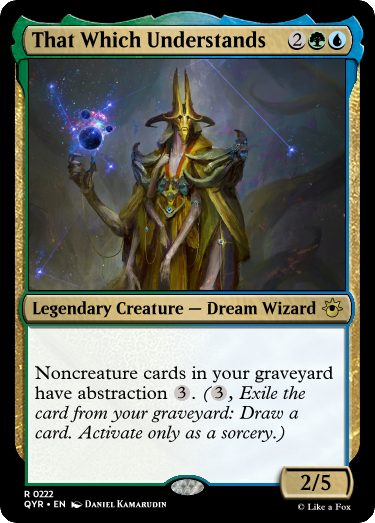 That Which Understands 2
Legendary Creature — Dream Wizard
Noncreature cards in your graveyard
have abstraction 3. (3, Exile the
card from your graveyard: Draw a
card. Activate only as a sorcery.)
2/5
R 0222
QYR • EN DANIEL KAMARUDIN
© Like a Fox